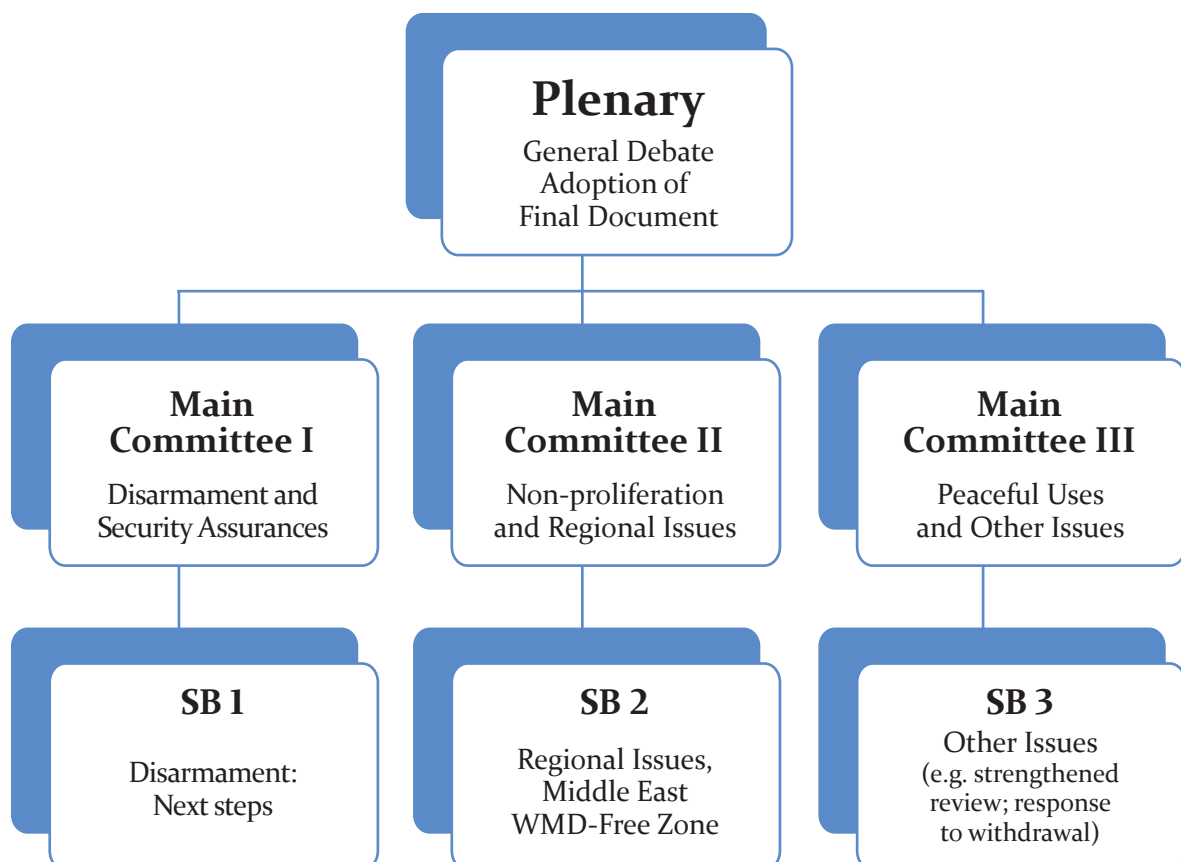 Plenary
General Debate
Adoption of
Final Document
Main
Committee I
Disarmament and
Security Assurances
Main
Committee II
Non-proliferation
and Regional Issues
Main
Committee III
Peaceful Uses
and Other Issues
SB 1
Disarmament:
Next steps
SB 2
Regional Issues,
Middle East
WMD-Free Zone
SB 3
Other Issues
(e.g. strengthened
review; response
to withdrawal)